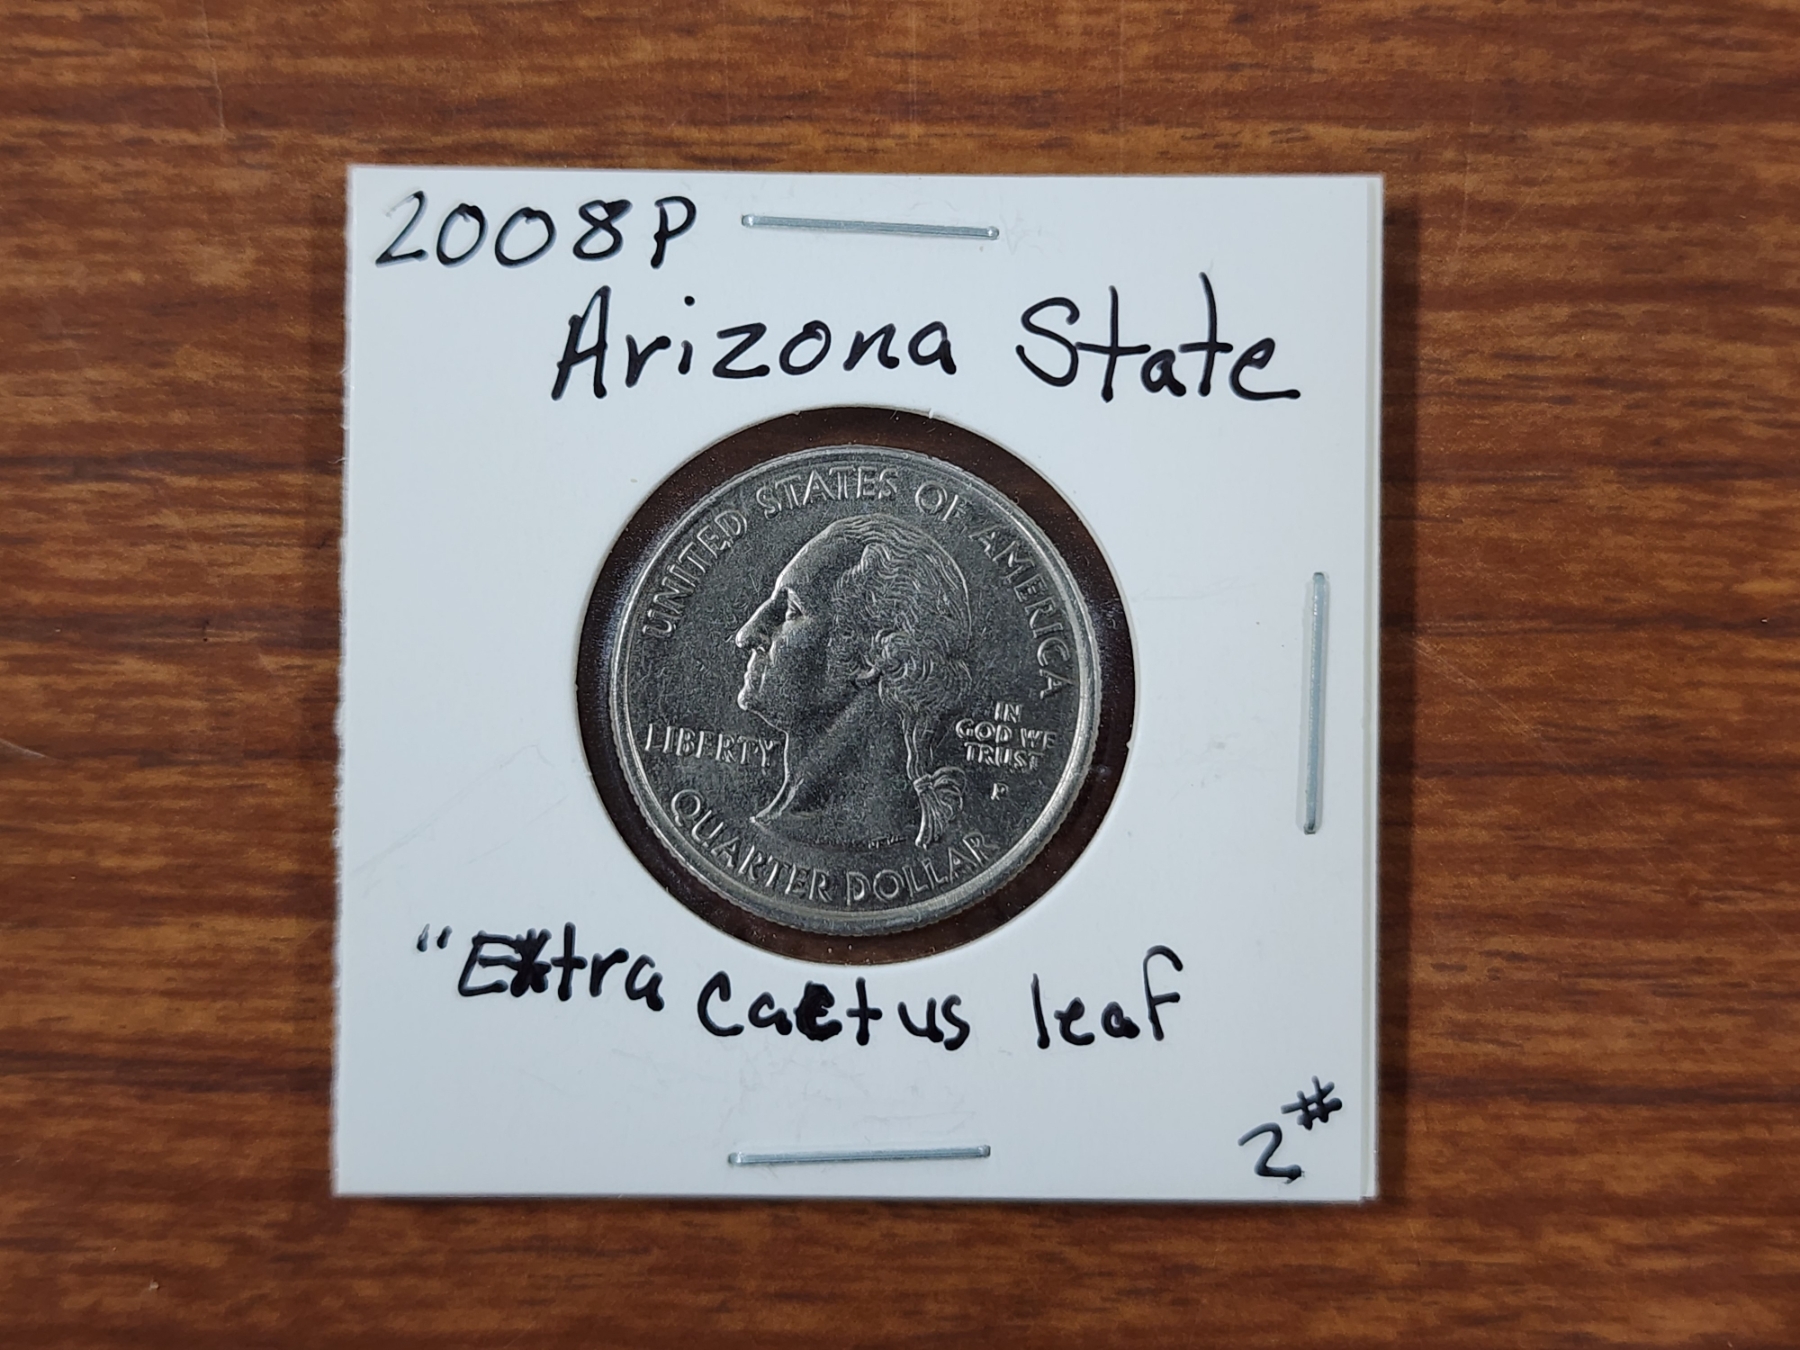 2008P
Arizona State
UNITED STATES OF AMERICA
LIBERTY
IN
GOD WE
TRUST
P
QUARTER DOLLAR
"Extra cactus leaf
2#